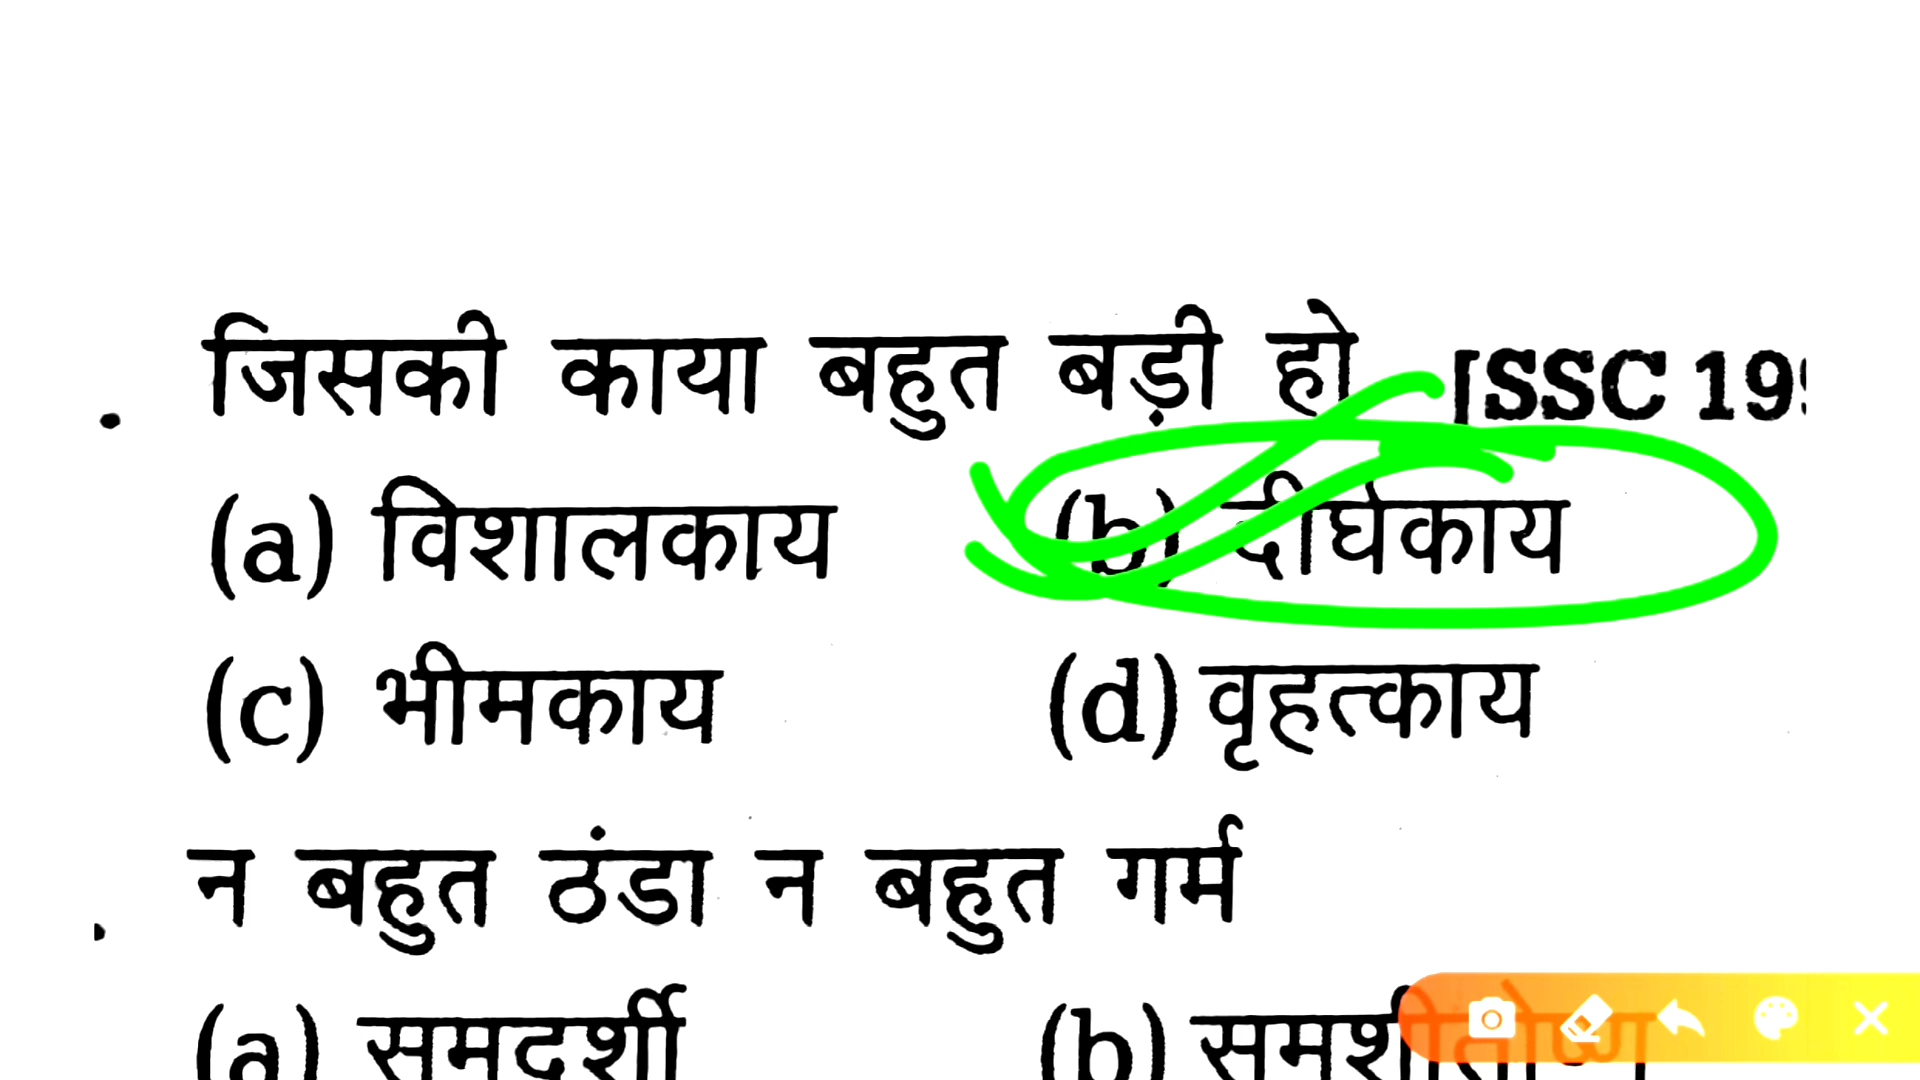 जिसकी काया बहुत बड़ी हो [SSC 19
(a) विशालकाय (b) दीर्घकाय
(c) भीमकाय (d) वृहत्काय
न बहुत ठंडा न बहुत गर्म
(a) समदर्शी (b) समशीतोष्ण